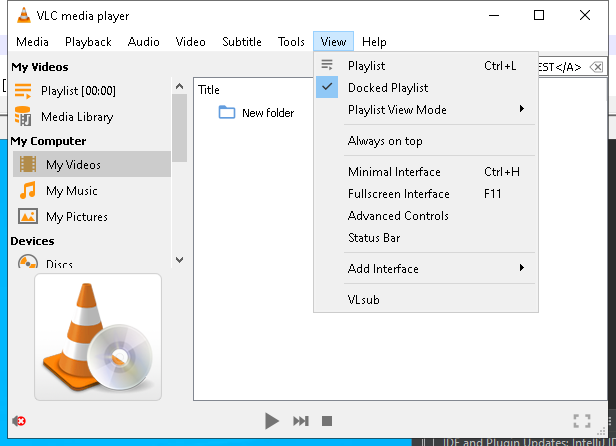 VLC media player
Media Playback Audio Video Subtitle Tools View Help
My Videos
Playlist [00:00]
Media Library
My Computer
My Videos
My Music
My Pictures
Devices
Discs
Title
New folder
Playlist Ctrl+L
Docked Playlist
Playlist View Mode
Always on top
Minimal Interface Ctrl+H
Fullscreen Interface F11
Advanced Controls
Status Bar
Add Interface
VLsub
EST</A>
IDE and Plugin Updates: IntelliJ